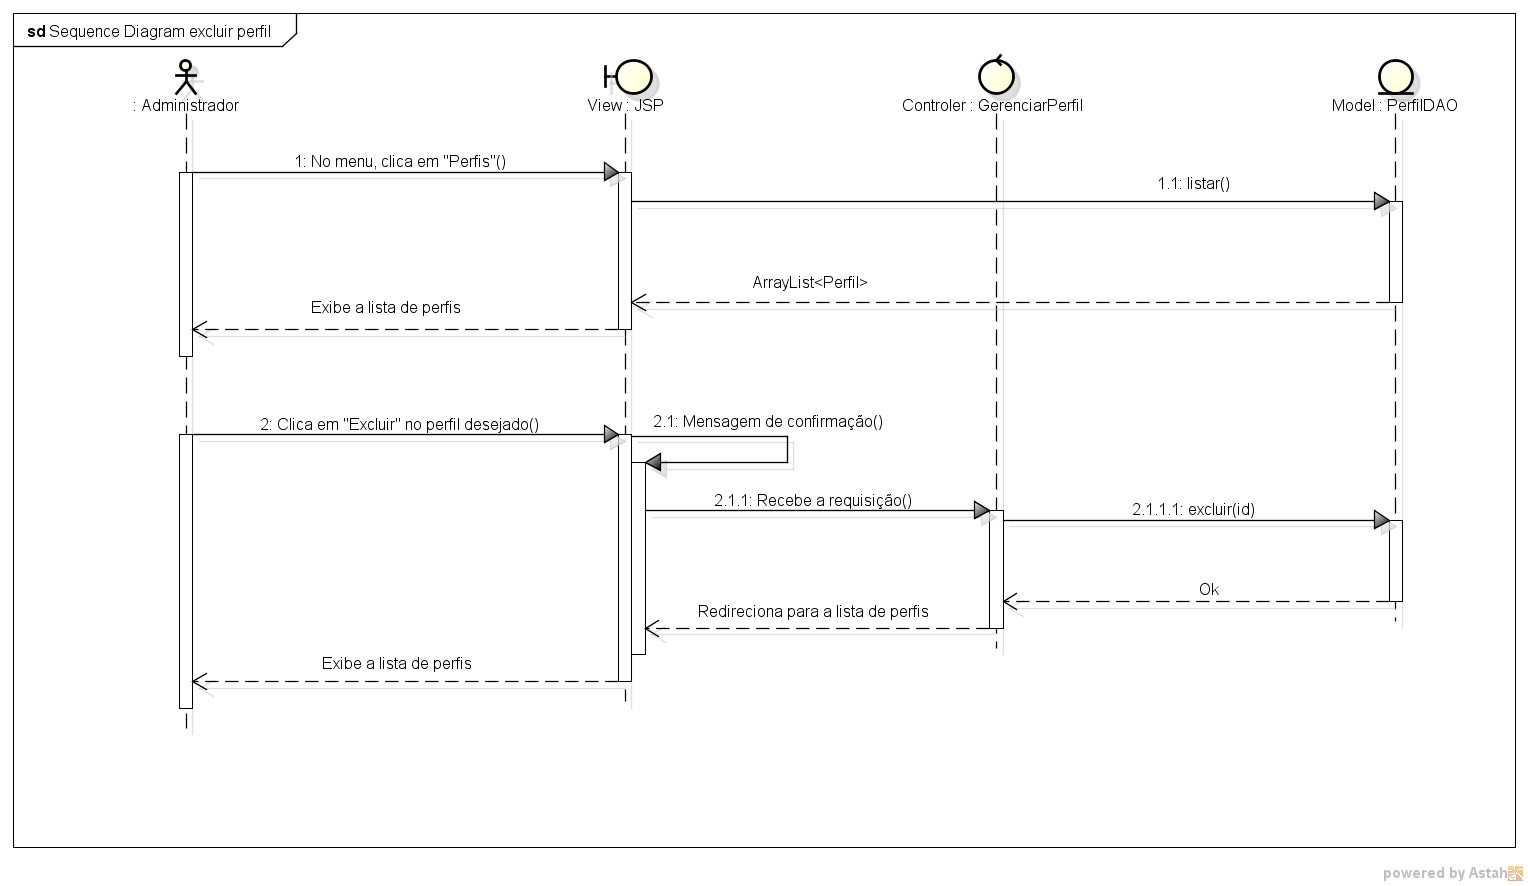 sd Sequence Diagram excluir perfil
: Administrador
View : JSP
Controler : GerenciarPerfil
Model : PerfilDAO
1: No menu, clica em "Perfis"()
1.1: listar()
ArrayList<Perfil>
Exibe a lista de perfis
2: Clica em "Excluir" no perfil desejado()
2.1: Mensagem de confirmação()
2.1.1: Recebe a requisição()
2.1.1.1: excluir(id)
Ok
Redireciona para a lista de perfis
Exibe a lista de perfis
powered by Astah